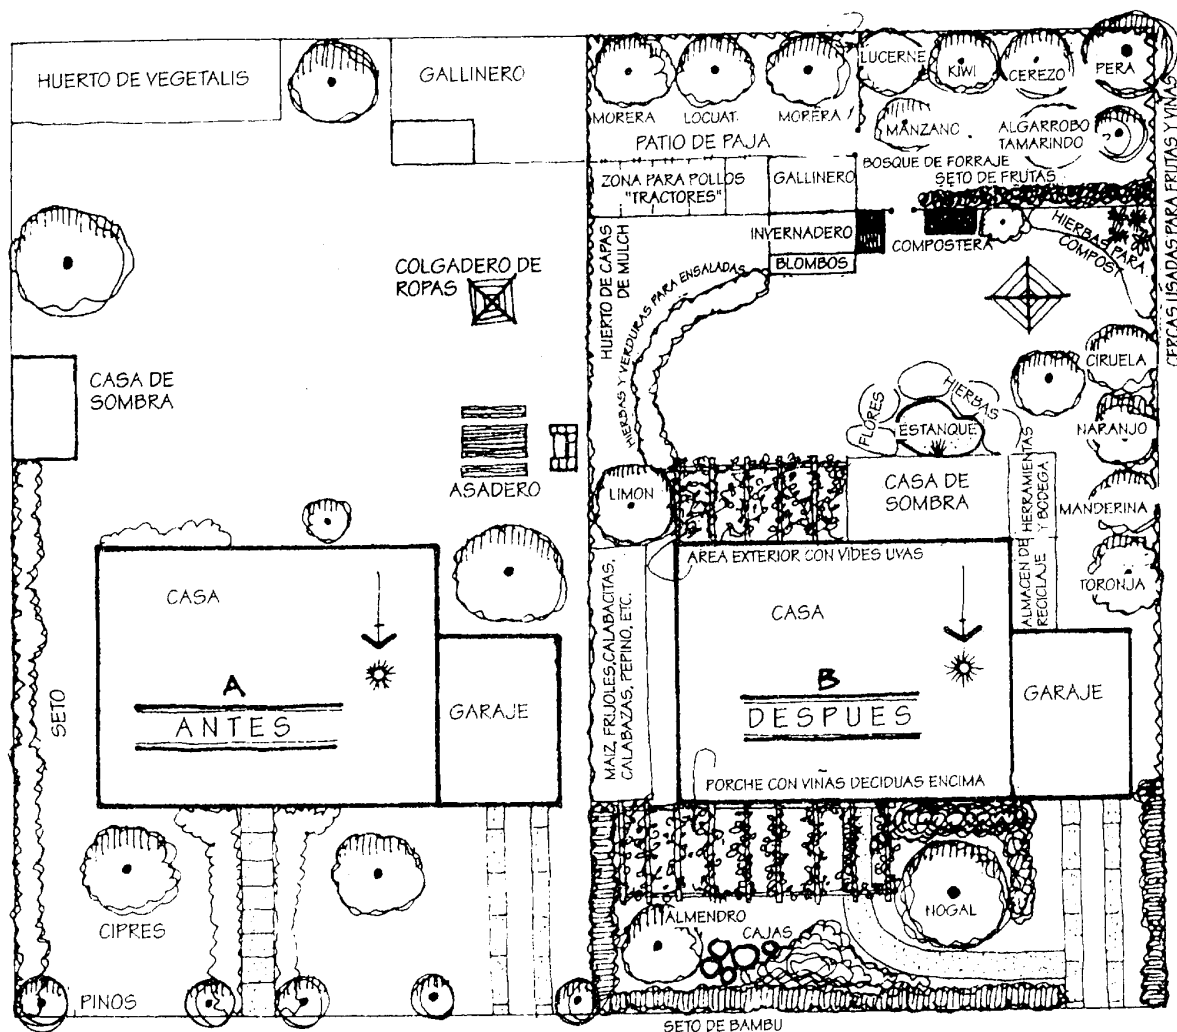 HUERTO DE VEGETALIS
GALLINERO
COLGADERO DE
ROPAS
CASA DE
SOMBRA
ASADERO
CASA
SETO
A
ANTES
GARAJE
CIPRES
PINOS
LUCERNE
KIWI
CEREZO
PERA
MORERA
LOCUAT.
MORERA
MANZANO
ALGARROBO
TAMARINDO
PATIO DE PAJA
BOSQUE DE FORRAJE
SETO DE FRUTAS
ZONA PARA POLLOS
"TRACTORES"
GALLINERO
CERCAS USADAS PARA FRUTAS Y VIÑAS
INVERNADERO
COMPOSTERA
HIERBAS PARA
COMPOST
BLOMBOS
HUERTO DE CAPAS
DE MULCH
HIERBAS Y VERDURAS PARA ENSALADAS
CIRUELA
FLORES
HIERBAS
ESTANQUE
NARANJO
LIMON
CASA DE
SOMBRA
MANDERINA
ALMACEN DE HERRAMIENTAS
RECICLAJE Y BODEGA
AREA EXTERIOR CON VIDES UVAS
TORONJA
MAIZ, FRIJOLES, CALABACITAS,
CALABAZAS, PEPINO, ETC.
CASA
B
DESPUES
GARAJE
PORCHE CON VIÑAS DECIDUAS ENCIMA
ALMENDRO
CAJAS
NOGAL
SETO DE BAMBU